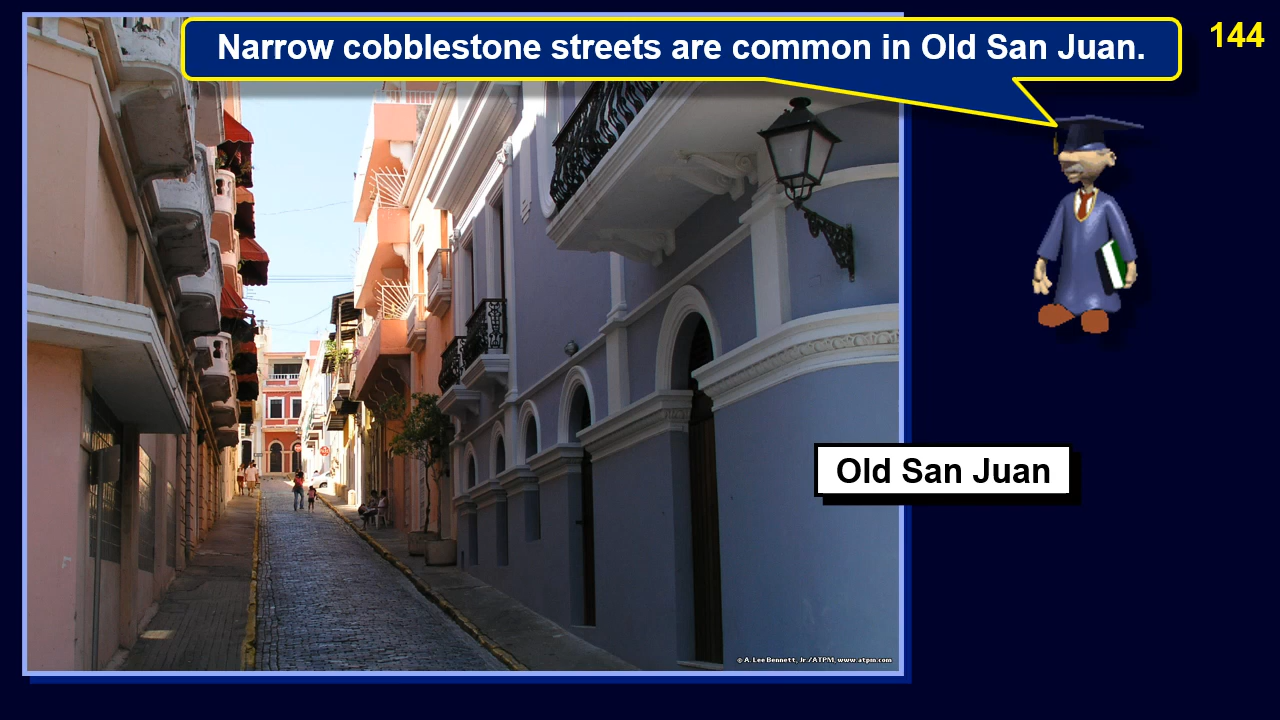 Narrow cobblestone streets are common in Old San Juan.
144
Old San Juan
© A. Lee Bennett, Jr./ATPM, www.atpm.com